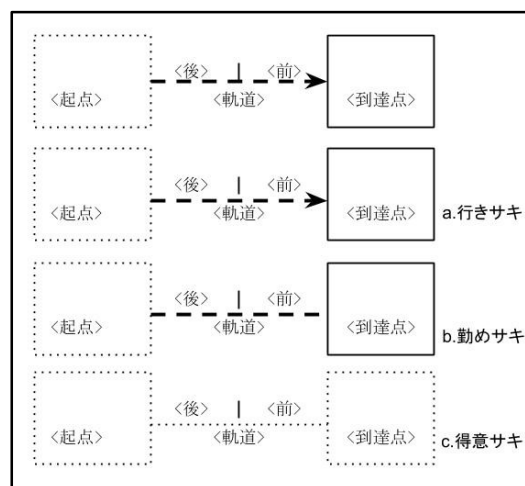 <後> <前>
<起点> <軌道> <到達点>
<後> <前>
<起点> <軌道> <到達点> a.行きサキ
<後> <前>
<起点> <軌道> <到達点> b.勤めサキ
<後> <前>
<起点> <軌道> <到達点> c.得意サキ